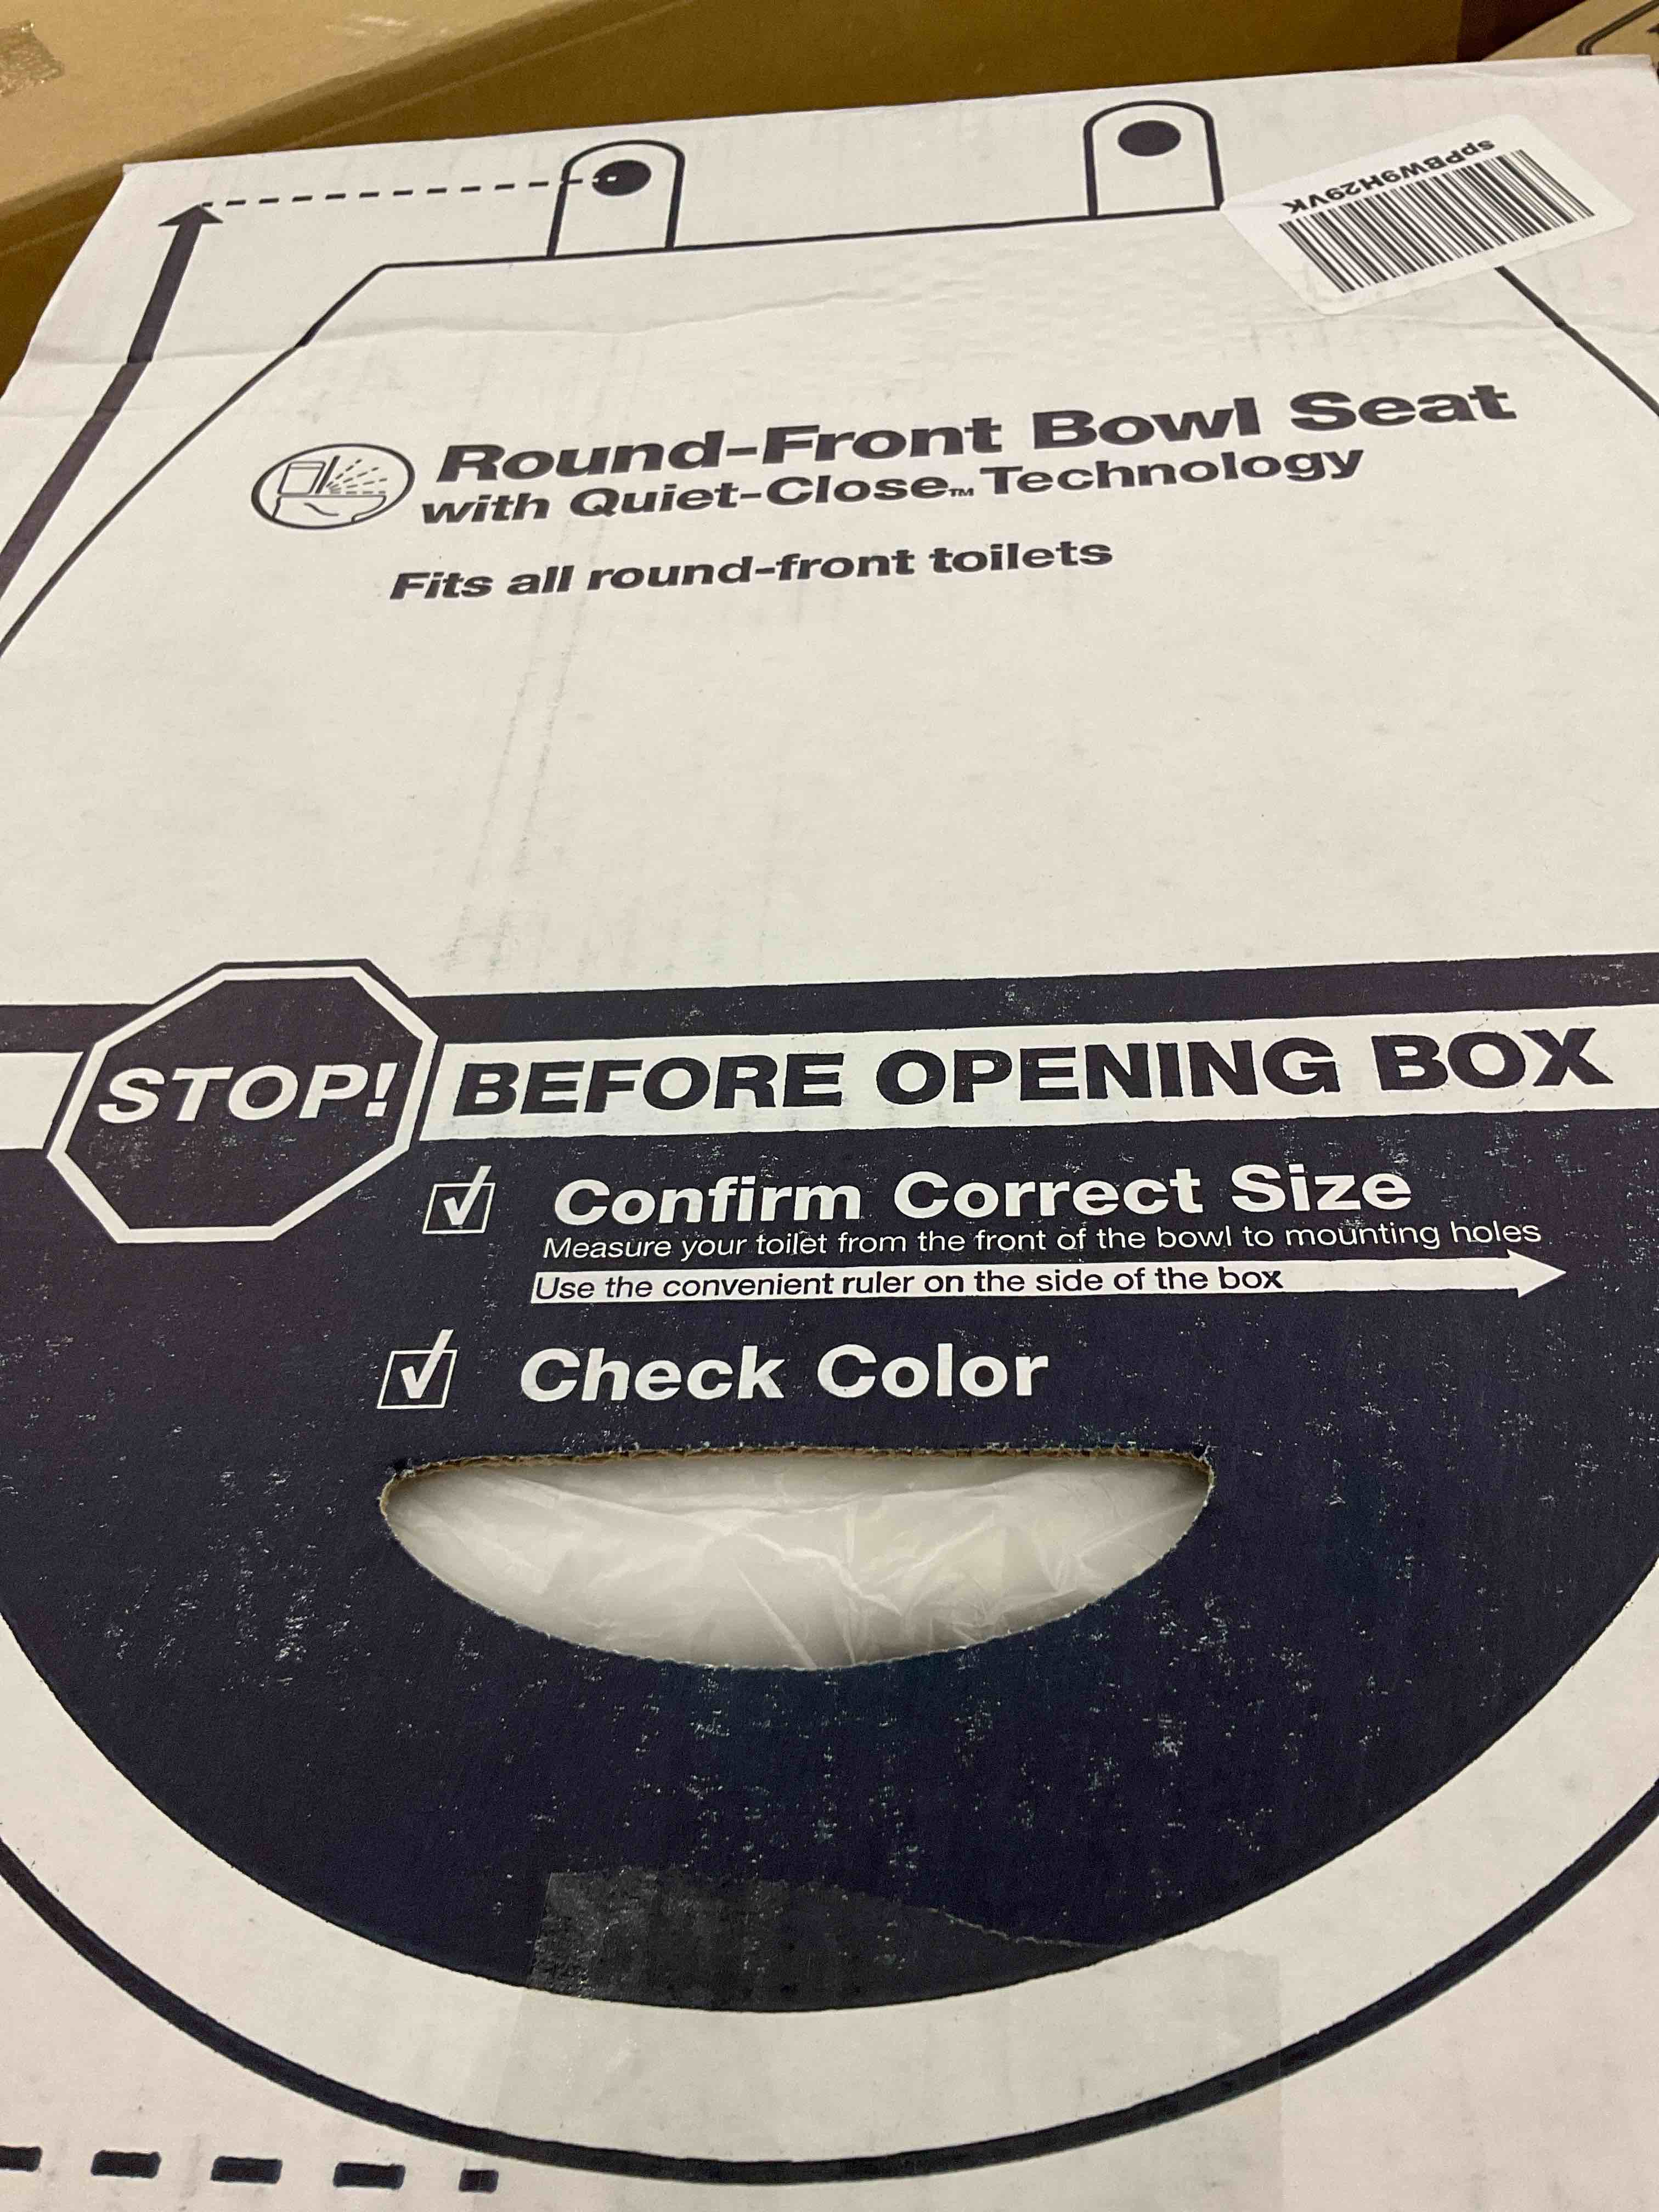 spPBW9H29VK
Round-Front Bowl Seat
with Quiet-Close™ Technology
Fits all round-front toilets
STOP! BEFORE OPENING BOX
Confirm Correct Size
Measure your toilet from the front of the bowl to mounting holes
Use the convenient ruler on the side of the box
Check Color